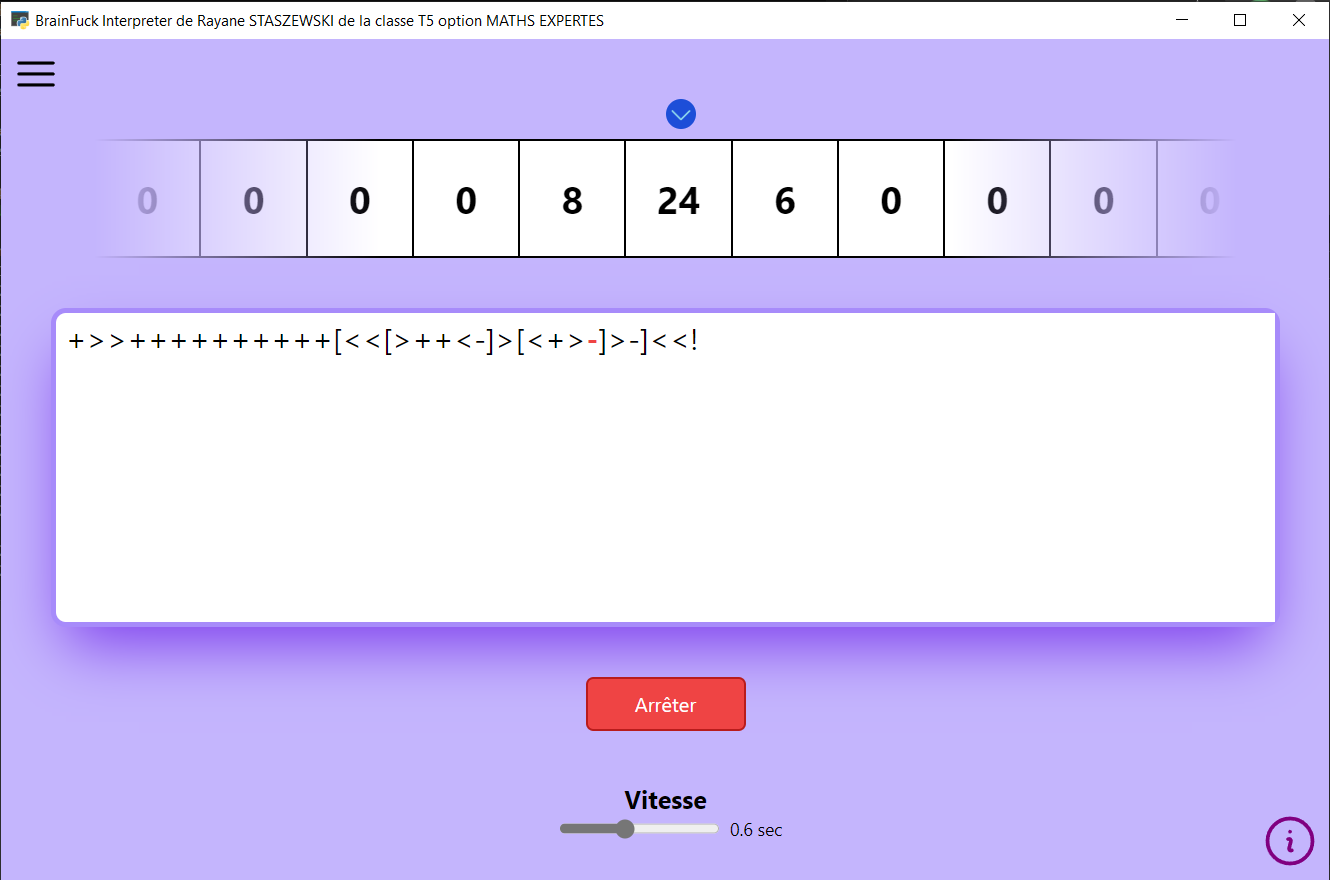 BrainFuck Interpreter de Rayane STASZEWSKI de la classe T5 option MATHS EXPERTES
0 0 0 0 8 24 6 0 0 0 0
+>>++++++++++[<<[>++<-]>[<+>-]>-]<<!
Arrêter
Vitesse
0.6 sec
i